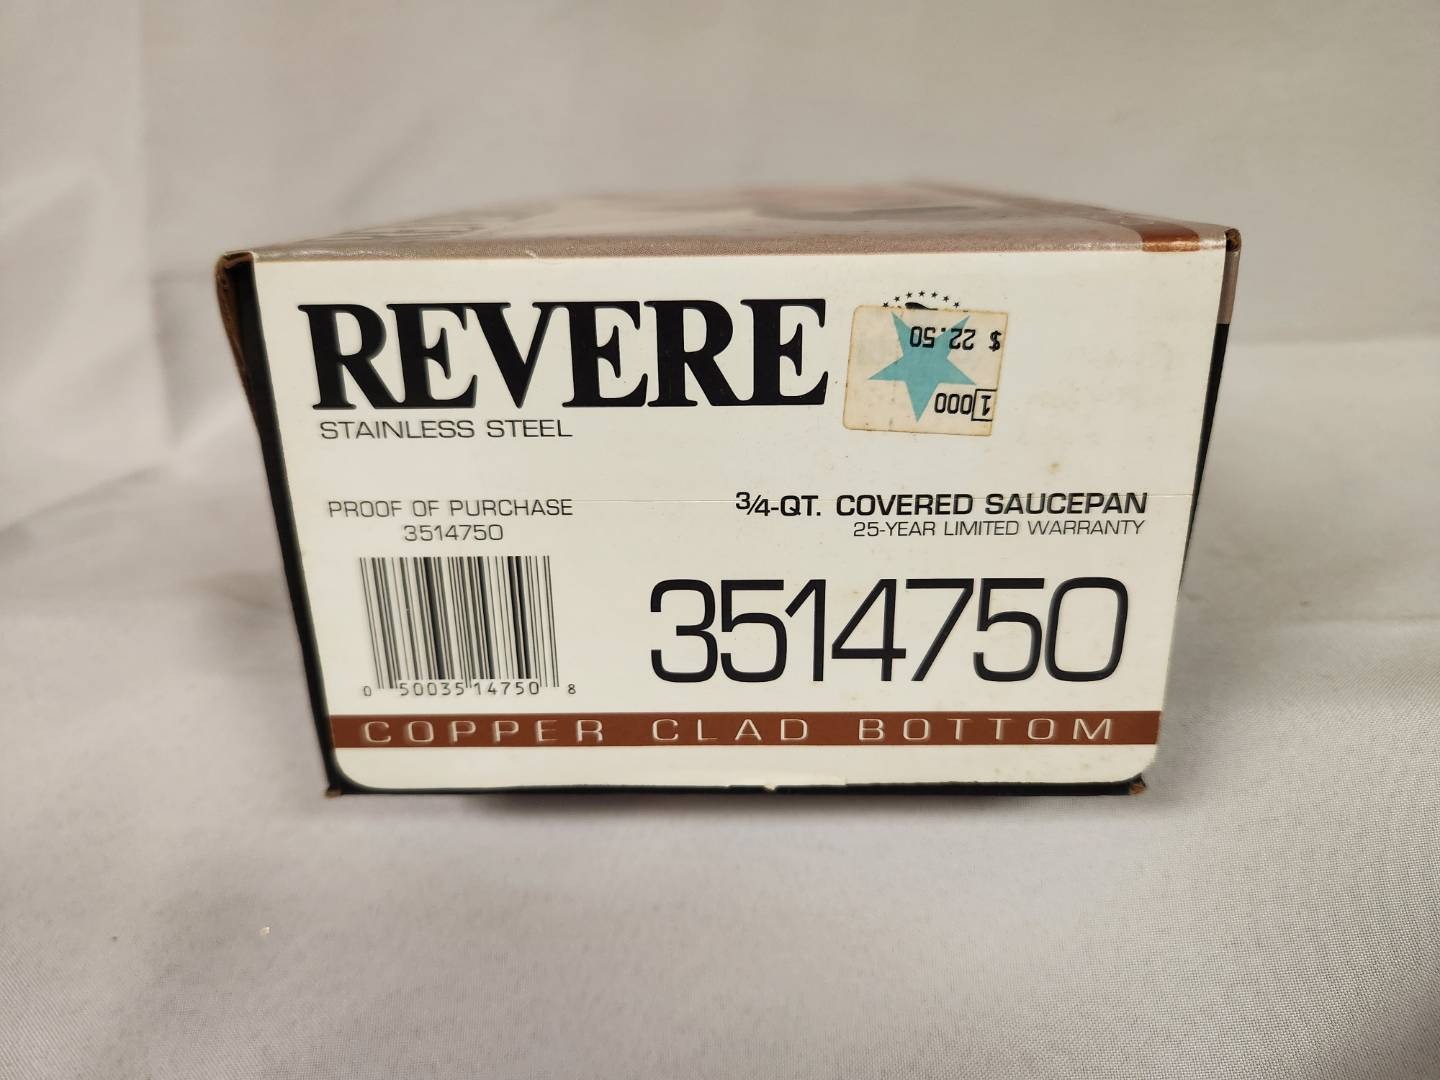 REVERE
STAINLESS STEEL
$ 22.50
1 000
PROOF OF PURCHASE
3514750
3/4-QT. COVERED SAUCEPAN
25-YEAR LIMITED WARRANTY
3514750
0 50035 14750 8
COPPER CLAD BOTTOM